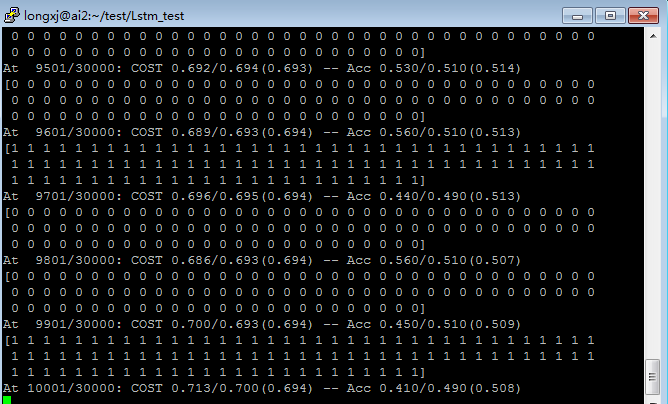 0 0 0 0 0 0 0 0 0 0 0 0 0 0 0 0 0 0 0 0 0 0 0 0 0 0 0 0 0 0 0 0 0 0 0 0 0
0 0 0 0 0 0 0 0 0 0 0 0 0 0 0 0 0 0 0 0 0 0 0 0 0 0]
At  9501/30000: COST 0.692/0.694(0.693) -- Acc 0.530/0.510(0.514)
[0 0 0 0 0 0 0 0 0 0 0 0 0 0 0 0 0 0 0 0 0 0 0 0 0 0 0 0 0 0 0 0 0 0 0 0 0
0 0 0 0 0 0 0 0 0 0 0 0 0 0 0 0 0 0 0 0 0 0 0 0 0 0 0 0 0 0 0 0 0 0 0 0 0
0 0 0 0 0 0 0 0 0 0 0 0 0 0 0 0 0 0 0 0 0 0 0 0 0 0]
At  9601/30000: COST 0.689/0.693(0.694) -- Acc 0.560/0.510(0.513)
[1 1 1 1 1 1 1 1 1 1 1 1 1 1 1 1 1 1 1 1 1 1 1 1 1 1 1 1 1 1 1 1 1 1 1 1 1
1 1 1 1 1 1 1 1 1 1 1 1 1 1 1 1 1 1 1 1 1 1 1 1 1 1 1 1 1 1 1 1 1 1 1 1 1
1 1 1 1 1 1 1 1 1 1 1 1 1 1 1 1 1 1 1 1 1 1 1 1 1 1]
At  9701/30000: COST 0.696/0.695(0.694) -- Acc 0.440/0.490(0.513)
[0 0 0 0 0 0 0 0 0 0 0 0 0 0 0 0 0 0 0 0 0 0 0 0 0 0 0 0 0 0 0 0 0 0 0 0 0
0 0 0 0 0 0 0 0 0 0 0 0 0 0 0 0 0 0 0 0 0 0 0 0 0 0 0 0 0 0 0 0 0 0 0 0 0
0 0 0 0 0 0 0 0 0 0 0 0 0 0 0 0 0 0 0 0 0 0 0 0 0 0]
At  9801/30000: COST 0.686/0.693(0.694) -- Acc 0.560/0.510(0.507)
[0 0 0 0 0 0 0 0 0 0 0 0 0 0 0 0 0 0 0 0 0 0 0 0 0 0 0 0 0 0 0 0 0 0 0 0 0
0 0 0 0 0 0 0 0 0 0 0 0 0 0 0 0 0 0 0 0 0 0 0 0 0 0 0 0 0 0 0 0 0 0 0 0 0
0 0 0 0 0 0 0 0 0 0 0 0 0 0 0 0 0 0 0 0 0 0 0 0 0 0]
At  9901/30000: COST 0.700/0.693(0.694) -- Acc 0.450/0.510(0.509)
[1 1 1 1 1 1 1 1 1 1 1 1 1 1 1 1 1 1 1 1 1 1 1 1 1 1 1 1 1 1 1 1 1 1 1 1 1
1 1 1 1 1 1 1 1 1 1 1 1 1 1 1 1 1 1 1 1 1 1 1 1 1 1 1 1 1 1 1 1 1 1 1 1 1
1 1 1 1 1 1 1 1 1 1 1 1 1 1 1 1 1 1 1 1 1 1 1 1 1 1]
At 10001/30000: COST 0.713/0.700(0.694) -- Acc 0.410/0.490(0.508)
longxj@ai2:~/test/Lstm_test